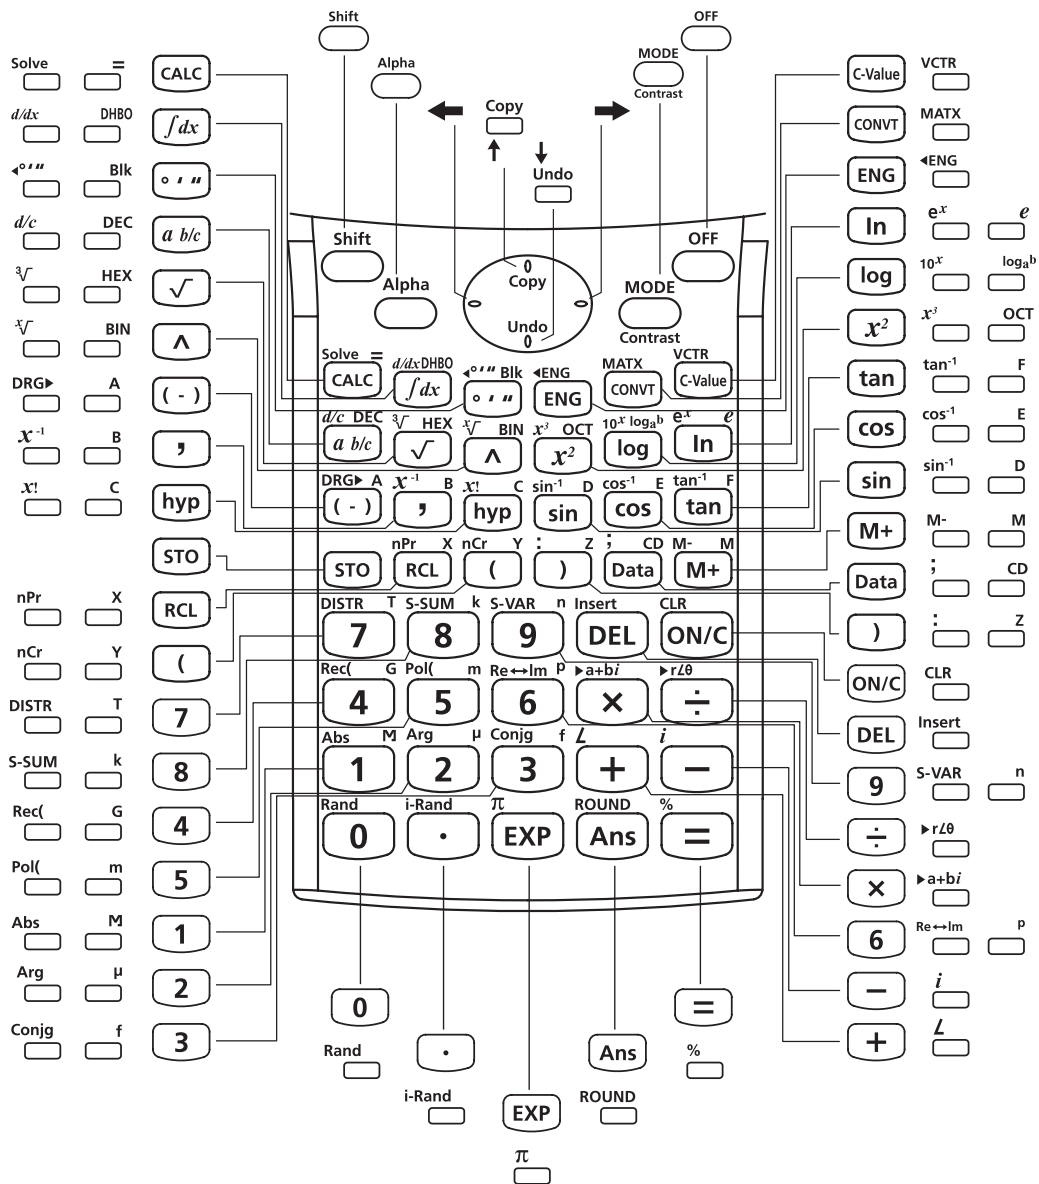 Shift
OFF
Alpha
MODE
Contrast
Copy
Undo
Solve = CALC
d/dx DHBO ∫dx
◂°′″ Blk °′″
d/c DEC a b/c
³√ HEX √
ˣ√ BIN ^
DRG▸ A (-)
x⁻¹ B ,
x! C hyp
STO
nPr X RCL
nCr Y (
DISTR T 7
S-SUM k 8
Rec( G 4
Pol( m 5
Abs M 1
Arg μ 2
Conjg f 3
Shift
OFF
Alpha
Copy
MODE
Undo
Contrast
Solve = d/dx DHBO ◂°′″ Blk ◂ENG MATX VCTR
CALC ∫dx °′″ ENG CONVT C-Value
d/c DEC ³√ HEX ˣ√ BIN x³ OCT 10ˣ logₐb eˣ e
a b/c √ ^ x² log ln
DRG▸ A x⁻¹ B x! C sin⁻¹ D cos⁻¹ E tan⁻¹ F
(-) , hyp sin cos tan
nPr X nCr Y : Z ; CD M- M
STO RCL ( ) Data M+
DISTR T S-SUM k S-VAR n Insert CLR
7 8 9 DEL ON/C
Rec( G Pol( m Re↔Im p ▸a+bi ▸r∠θ
4 5 6 × ÷
Abs M Arg μ Conjg f ∠ i
1 2 3 + −
Rand i-Rand π ROUND %
0 · EXP Ans =
C-Value VCTR
CONVT MATX
ENG ◂ENG
ln eˣ e
log 10ˣ logₐb
x² x³ OCT
tan tan⁻¹ F
cos cos⁻¹ E
sin sin⁻¹ D
M+ M- M
Data ; CD
) : Z
ON/C CLR
DEL Insert
9 S-VAR n
÷ ▸r∠θ
× ▸a+bi
6 Re↔Im p
− i
+ ∠
0
=
·
Ans
Rand
%
i-Rand
EXP
ROUND
π